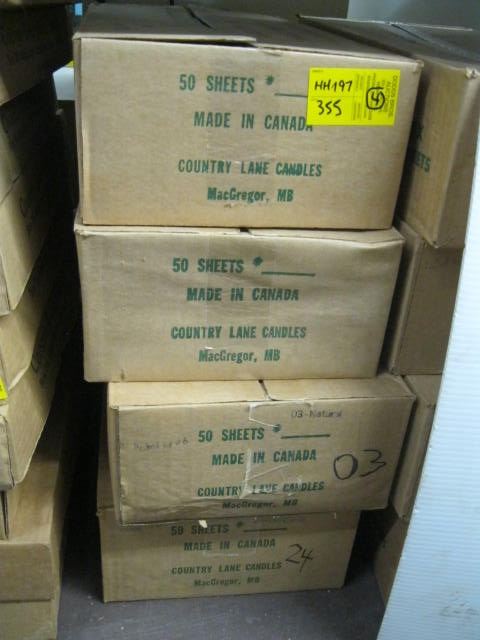 50 SHEETS #
MADE IN CANADA
COUNTRY LANE CANDLES
MacGregor, MB
HH197
355
4
50 SHEETS #
MADE IN CANADA
COUNTRY LANE CANDLES
MacGregor, MB
03-Natural
50 SHEETS #
MADE IN CANADA
03
COUNTRY LANE CANDLES
MacGregor, MB
50 SHEETS #
MADE IN CANADA
24
COUNTRY LANE CANDLES
MacGregor, MB